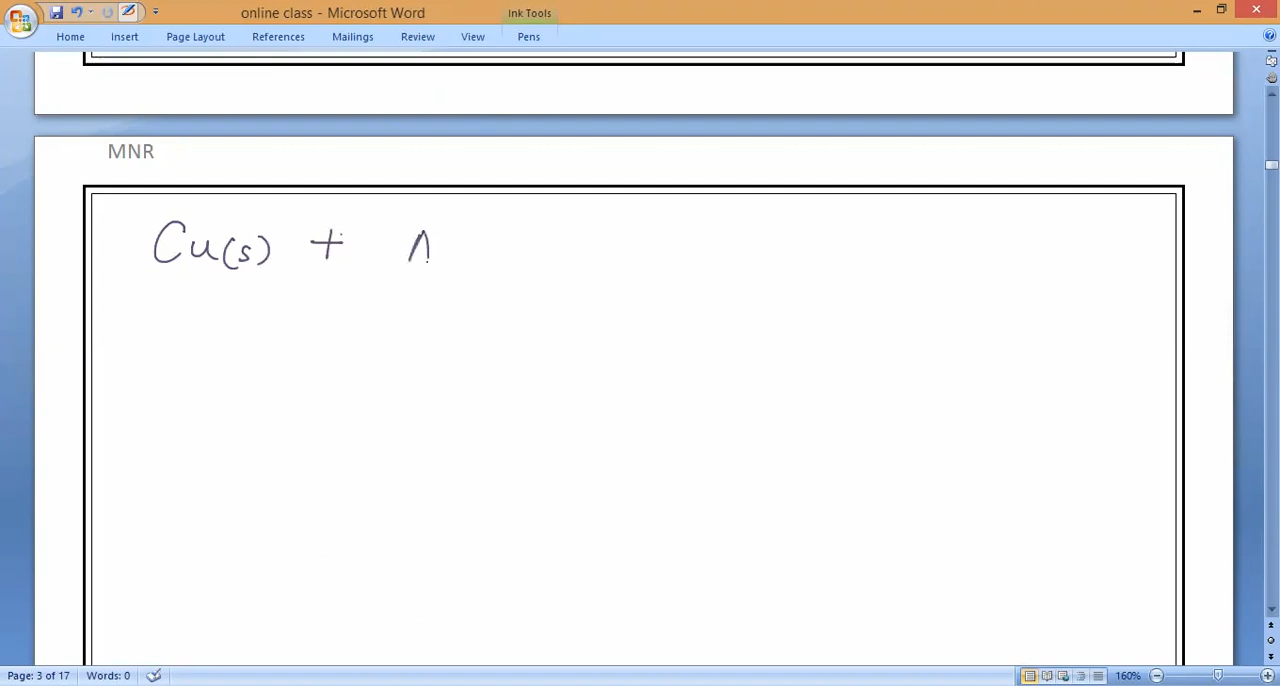 online class - Microsoft Word
Ink Tools
Home Insert Page Layout References Mailings Review View Pens
MNR
Cu(s) +
Page: 3 of 17 Words: 0 160%